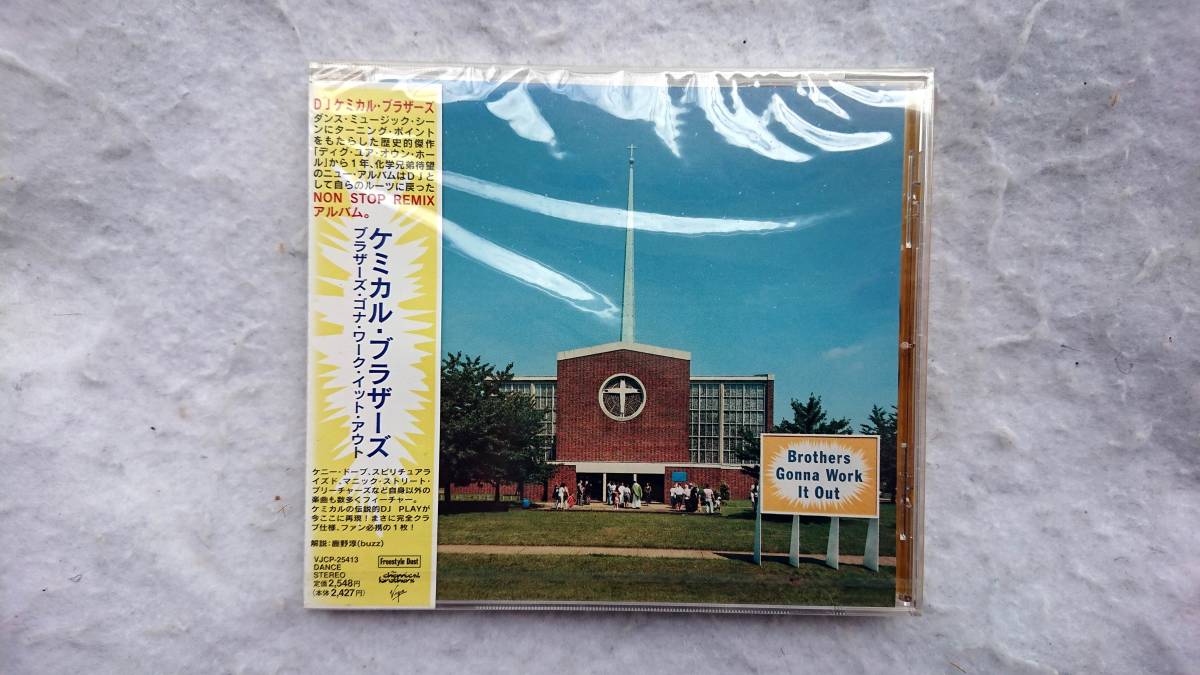 DJケミカル・ブラザーズ
ダンス・ミュージック・シー
ンにターニング・ポイント
をもたらした歴史的傑作
「ディグ・ユア・オウン・ホー
ル」から1年、化学兄弟待望
のニュー・アルバムはDJと
して自らのルーツに戻った
NON STOP REMIX
アルバム。
ケミカル・ブラザーズ
ブラザーズ・ゴナ・ワーク・イット・アウト
ケニー・ドープ、スピリチュアラ
イズド、マニック・ストリート・
プリーチャーズなど自身以外の
楽曲も数多くフィーチャー。
ケミカルの伝説的DJ PLAYが
今ここに再現!まさに完全クラ
ブ仕様、ファン必携の1枚!
解説:鹿野淳(buzz)
VJCP-25413
DANCE
STEREO
定価2,548円
(本体 2,427円)
Freestyle Dust
the chemical
brothers
Virgin
Brothers
Gonna Work
It Out